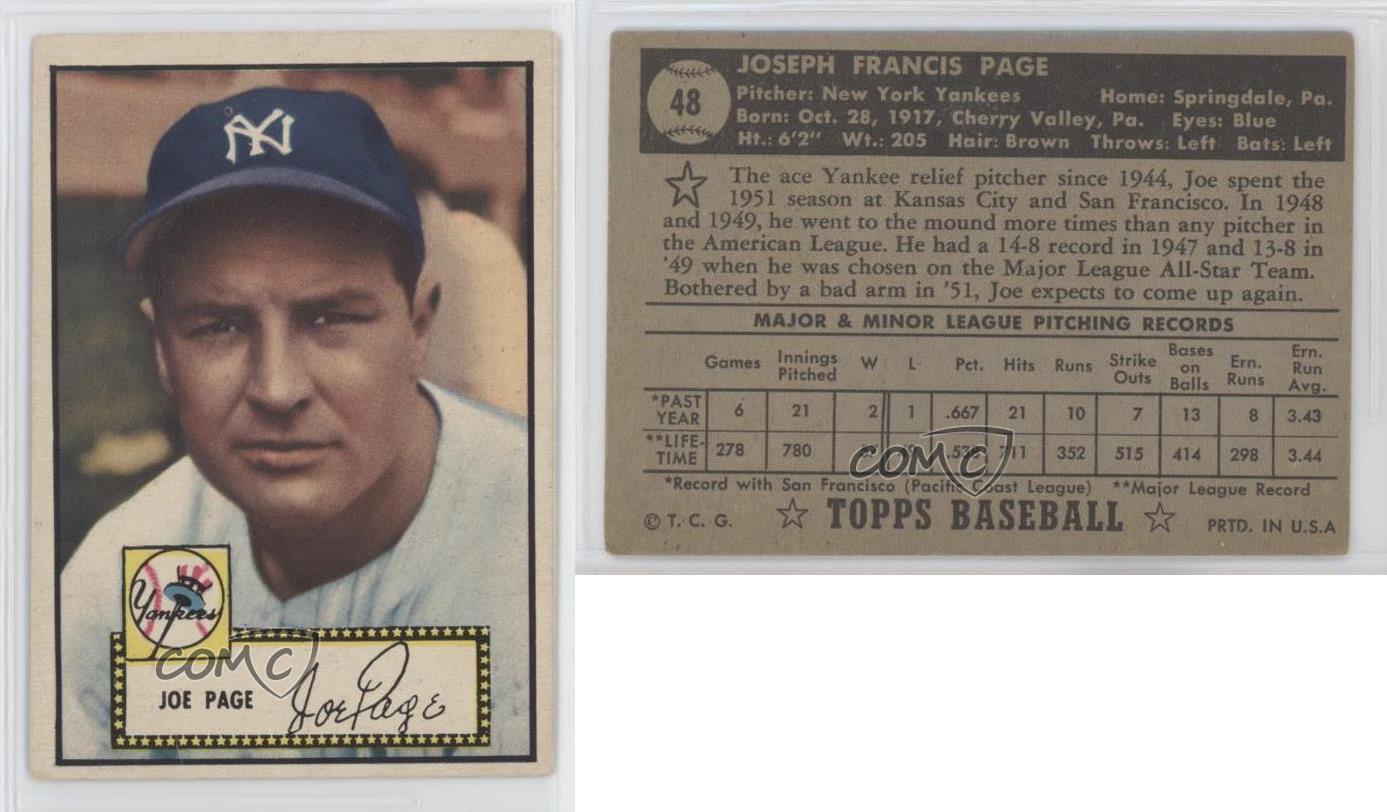 NY
Yankees
COMC
JOE PAGE
Joe Page
48
JOSEPH FRANCIS PAGE
Pitcher: New York Yankees Home: Springdale, Pa.
Born: Oct. 28, 1917, Cherry Valley, Pa. Eyes: Blue
Ht.: 6'2" Wt.: 205 Hair: Brown Throws: Left Bats: Left
The ace Yankee relief pitcher since 1944, Joe spent the
1951 season at Kansas City and San Francisco. In 1948
and 1949, he went to the mound more times than any pitcher in
the American League. He had a 14-8 record in 1947 and 13-8 in
'49 when he was chosen on the Major League All-Star Team.
Bothered by a bad arm in '51, Joe expects to come up again.
MAJOR & MINOR LEAGUE PITCHING RECORDS
Games Innings Pitched W L Pct. Hits Runs Strike Outs Bases on Balls Ern. Runs Ern. Run Avg.
*PAST YEAR 6 21 2 1 .667 21 10 7 13 8 3.43
**LIFE-TIME 278 780 711 352 515 414 298 3.44
COMC
*Record with San Francisco (Pacific Coast League) **Major League Record
© T. C. G. TOPPS BASEBALL PRTD. IN U.S.A